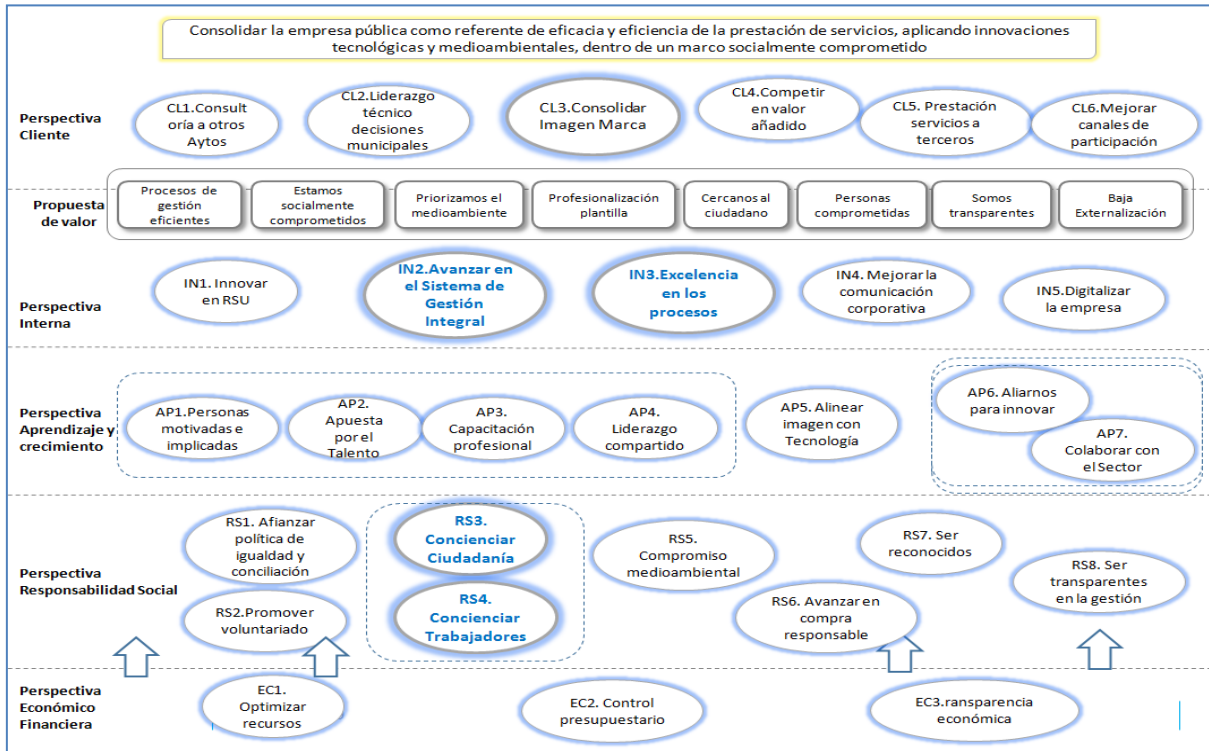 Consolidar la empresa pública como referente de eficacia y eficiencia de la prestación de servicios, aplicando innovaciones
tecnológicas y medioambientales, dentro de un marco socialmente comprometido
Perspectiva
Cliente
CL1.Consult
oría a otros
Aytos
CL2.Liderazgo
técnico
decisiones
municipales
CL3.Consolidar
Imagen Marca
CL4.Competir
en valor
añadido
CL5. Prestación
servicios a
terceros
CL6.Mejorar
canales de
participación
Propuesta
de valor
Procesos de
gestión
eficientes
Estamos
socialmente
comprometidos
Priorizamos el
medioambiente
Profesionalización
plantilla
Cercanos al
ciudadano
Personas
comprometidas
Somos
transparentes
Baja
Externalización
Perspectiva
Interna
IN1. Innovar
en RSU
IN2.Avanzar en
el Sistema de
Gestión
Integral
IN3.Excelencia
en los
procesos
IN4. Mejorar la
comunicación
corporativa
IN5.Digitalizar
la empresa
Perspectiva
Aprendizaje y
crecimiento
AP1.Personas
motivadas e
implicadas
AP2.
Apuesta
por el
Talento
AP3.
Capacitación
profesional
AP4.
Liderazgo
compartido
AP5. Alinear
imagen con
Tecnología
AP6. Aliarnos
para innovar
AP7.
Colaborar con
el Sector
Perspectiva
Responsabilidad Social
RS1. Afianzar
política de
igualdad y
conciliación
RS2.Promover
voluntariado
RS3.
Concienciar
Ciudadanía
RS4.
Concienciar
Trabajadores
RS5.
Compromiso
medioambiental
RS6. Avanzar en
compra
responsable
RS7. Ser
reconocidos
RS8. Ser
transparentes
en la gestión
Perspectiva
Económico
Financiera
EC1.
Optimizar
recursos
EC2. Control
presupuestario
EC3.ransparencia
económica